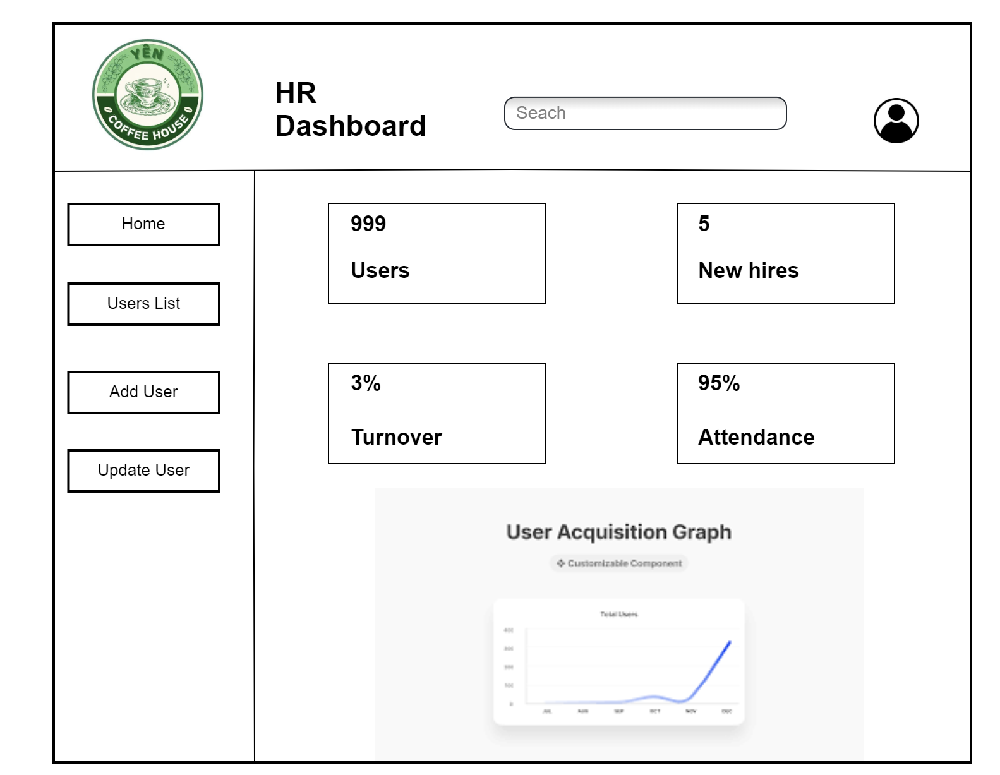 YÊN
COFFEE HOUSE
HR
Dashboard
Seach
Home
Users List
Add User
Update User
999
Users
5
New hires
3%
Turnover
95%
Attendance
User Acquisition Graph
Customizable Component
Total Users
400
300
200
100
0
JUL AUG SEP OCT NOV DEC